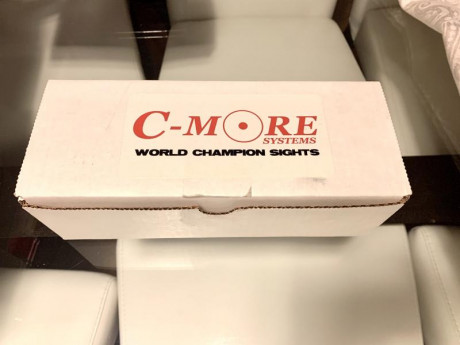 C-MORE
SYSTEMS
WORLD CHAMPION SIGHTS